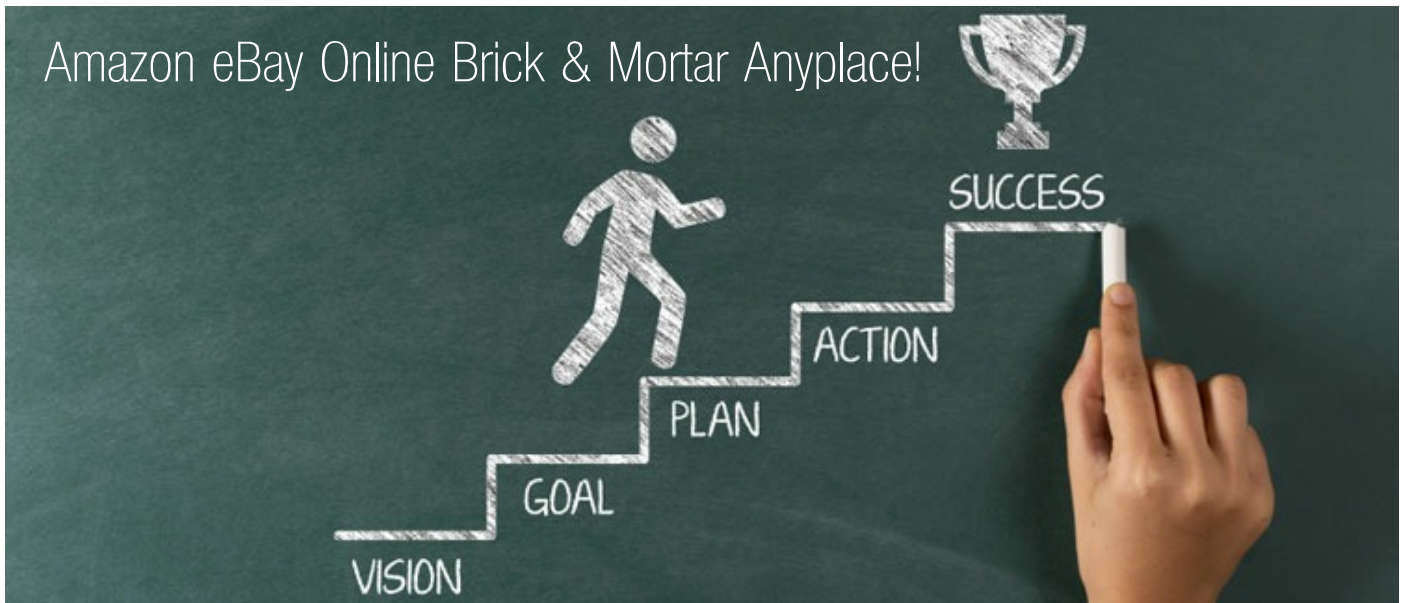 Amazon eBay Online Brick & Mortar Anyplace!
SUCCESS
ACTION
PLAN
GOAL
VISION